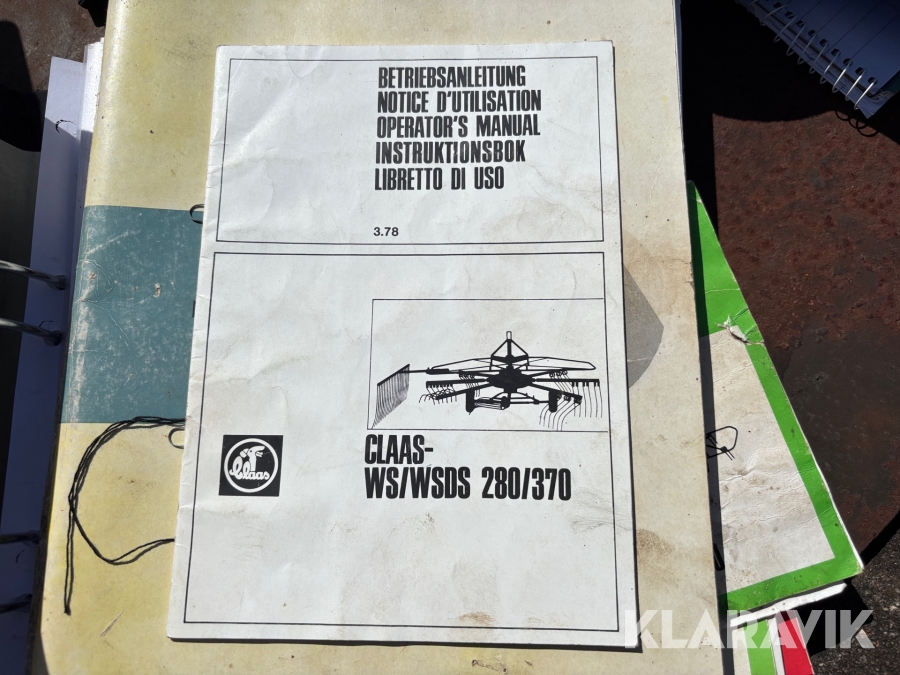 BETRIEBSANLEITUNG
NOTICE D'UTILISATION
OPERATOR'S MANUAL
INSTRUKTIONSBOK
LIBRETTO DI USO
3.78
Claas
CLAAS-
WS/WSDS 280/370
KLARAVIK